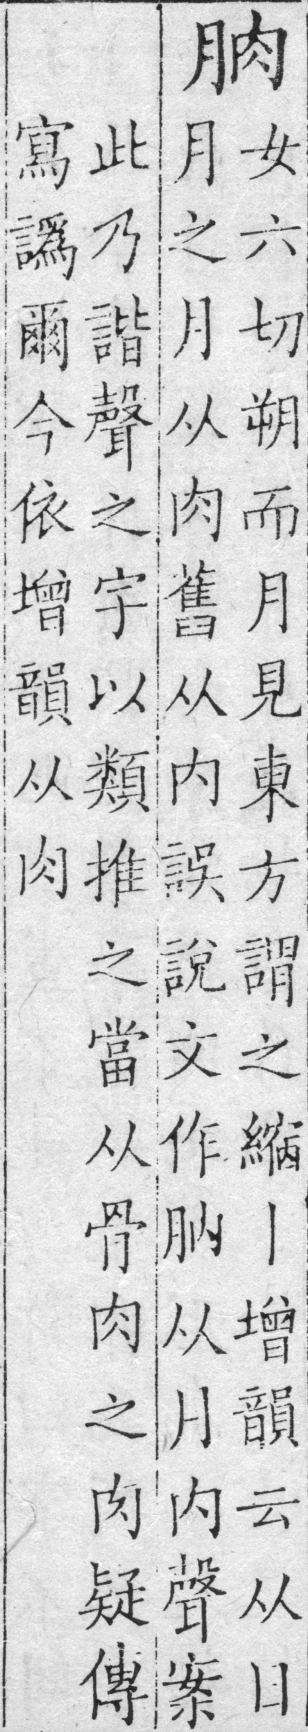 朒
女六切朔而月見東方謂之縮丨增韻云从日
月之月从肉舊从内誤說文作肭从月内聲案
此乃諧聲之字以類推之當从骨肉之肉疑傳
寫譌爾今依增韻从肉